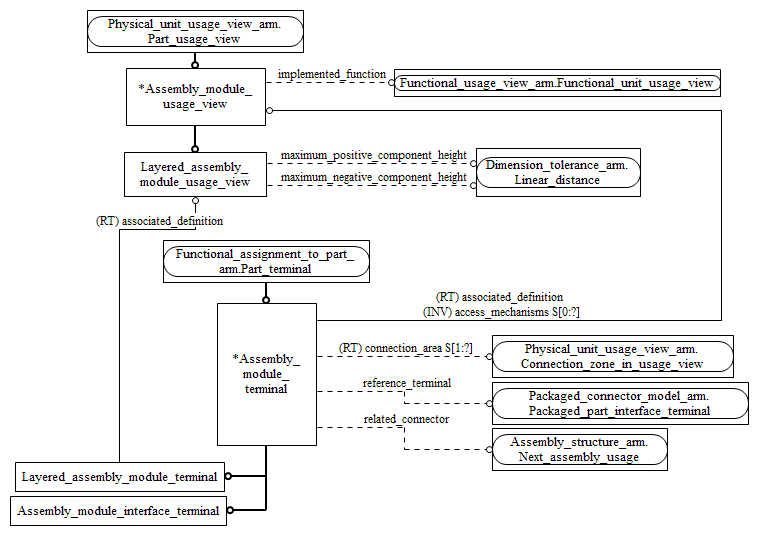 Physical_unit_usage_view_arm.
Part_usage_view
implemented_function
*Assembly_module_
usage_view
Functional_usage_view_arm.Functional_unit_usage_view
maximum_positive_component_height
Layered_assembly_
module_usage_view
Dimension_tolerance_arm.
Linear_distance
maximum_negative_component_height
(RT) associated_definition
Functional_assignment_to_part_
arm.Part_terminal
(RT) associated_definition
(INV) access_mechanisms S[0:?]
*Assembly_
module_
terminal
(RT) connection_area S[1:?]
Physical_unit_usage_view_arm.
Connection_zone_in_usage_view
reference_terminal
Packaged_connector_model_arm.
Packaged_part_interface_terminal
related_connector
Assembly_structure_arm.
Next_assembly_usage
Layered_assembly_module_terminal
Assembly_module_interface_terminal